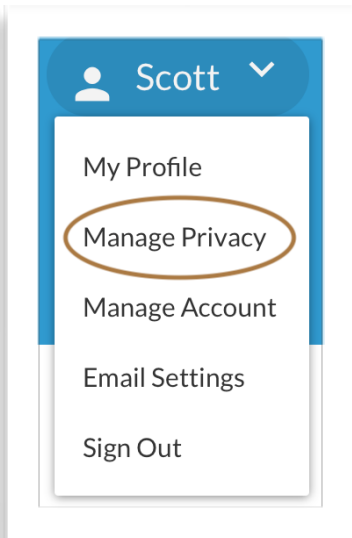 Scott
My Profile
Manage Privacy
Manage Account
Email Settings
Sign Out